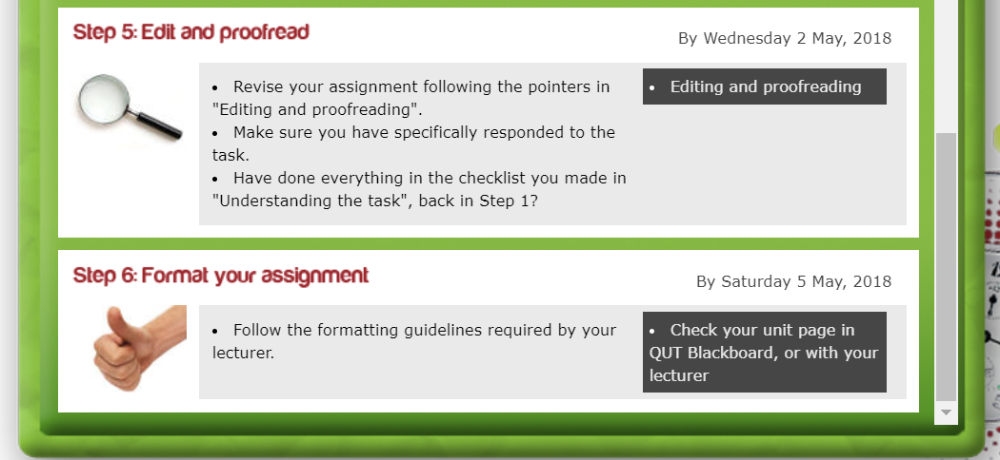 Step 5: Edit and proofread
By Wednesday 2 May, 2018
• Revise your assignment following the pointers in
"Editing and proofreading".
• Make sure you have specifically responded to the
task.
• Have done everything in the checklist you made in
"Understanding the task", back in Step 1?
• Editing and proofreading
Step 6: Format your assignment
By Saturday 5 May, 2018
• Follow the formatting guidelines required by your
lecturer.
• Check your unit page in
QUT Blackboard, or with your
lecturer